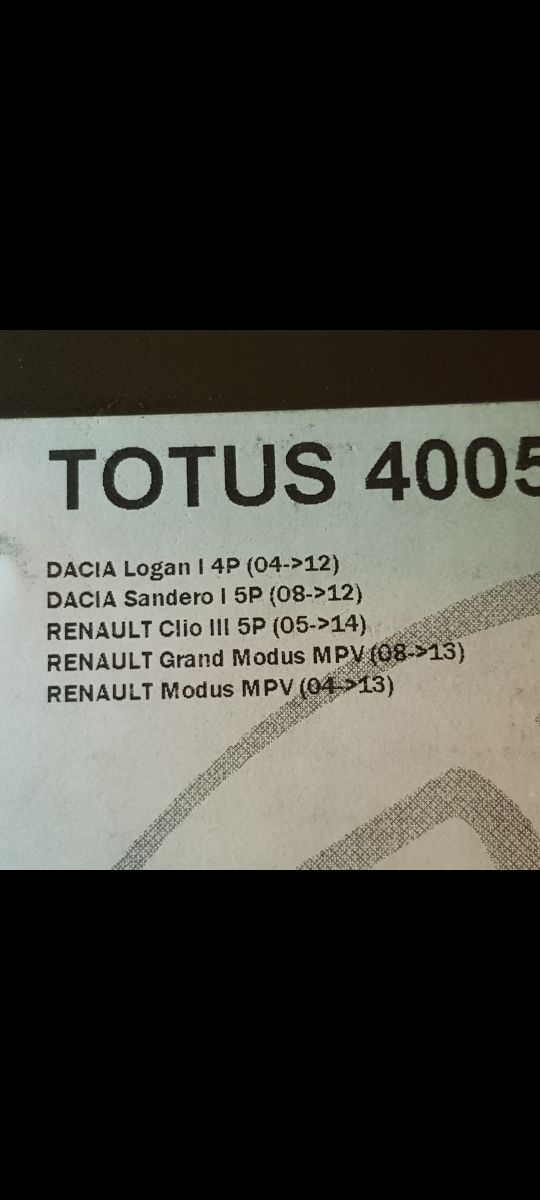 TOTUS 4005
DACIA Logan I 4P (04->12)
DACIA Sandero I 5P (08->12)
RENAULT Clio III 5P (05->14)
RENAULT Grand Modus MPV (08->13)
RENAULT Modus MPV (04->13)